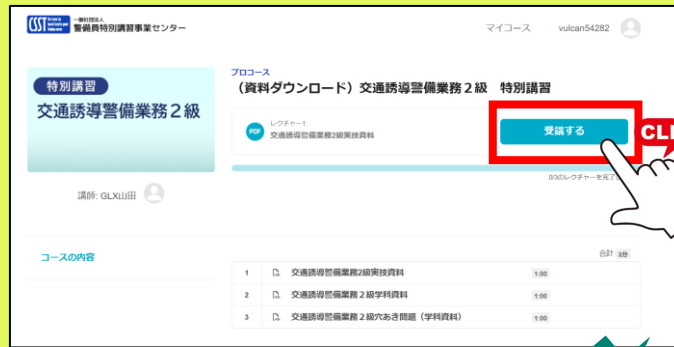 CSST
一般社団法人
警備員特別講習事業センター
マイコース
vulcan54282
特別講習
交通誘導警備業務２級
講師: GLX山田
プロコース
（資料ダウンロード）交通誘導警備業務２級　特別講習
PDF
レクチャー1:
交通誘導警備業務2級実技資料
受講する
CLI
0/3のレクチャーを完了
コースの内容
合計 3分
1 交通誘導警備業務2級実技資料 1:00
2 交通誘導警備業務２級学科資料 1:00
3 交通誘導警備業務２級穴あき問題（学科資料） 1:00